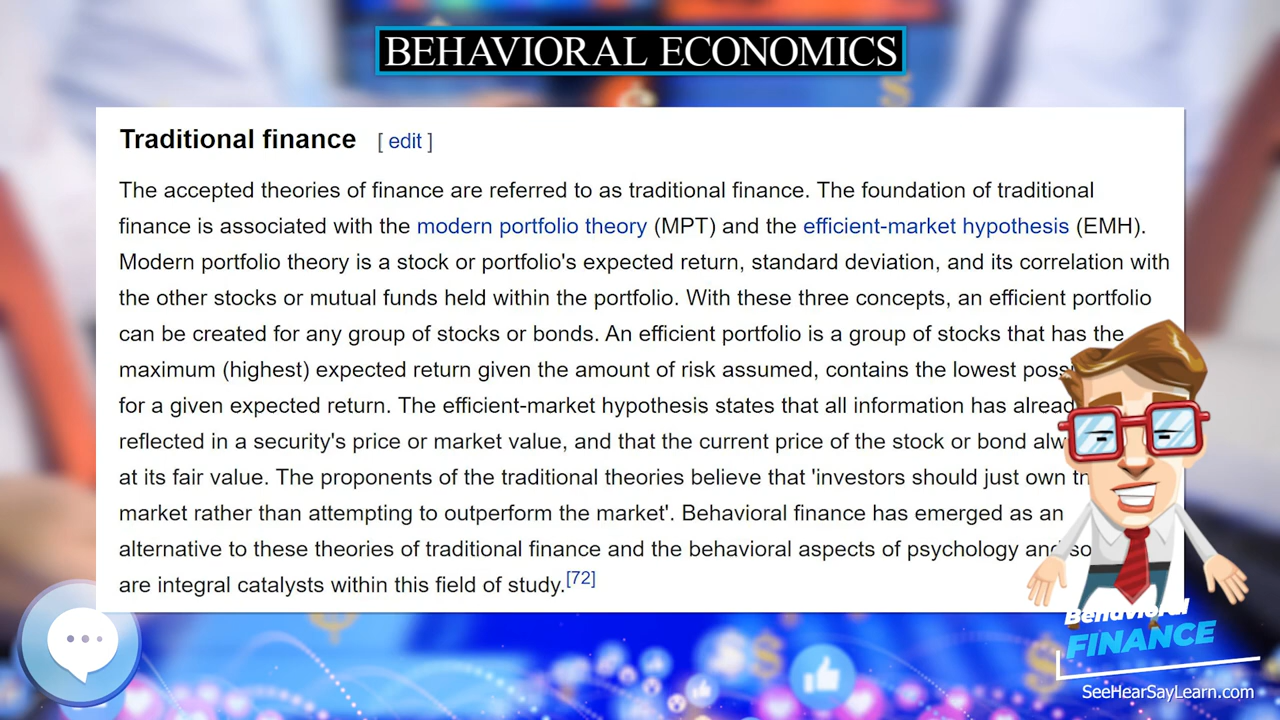 BEHAVIORAL ECONOMICS
Traditional finance [ edit ]
The accepted theories of finance are referred to as traditional finance. The foundation of traditional
finance is associated with the modern portfolio theory (MPT) and the efficient-market hypothesis (EMH).
Modern portfolio theory is a stock or portfolio's expected return, standard deviation, and its correlation with
the other stocks or mutual funds held within the portfolio. With these three concepts, an efficient portfolio
can be created for any group of stocks or bonds. An efficient portfolio is a group of stocks that has the
maximum (highest) expected return given the amount of risk assumed, contains the lowest
for a given expected return. The efficient-market hypothesis states that all information has
reflected in a security's price or market value, and that the current price of the stock or bond
at its fair value. The proponents of the traditional theories believe that 'investors should just own
market rather than attempting to outperform the market'. Behavioral finance has emerged as an
alternative to these theories of traditional finance and the behavioral aspects of psychology and
are integral catalysts within this field of study.[72]
Behavioral
FINANCE
SeeHearSayLearn.com